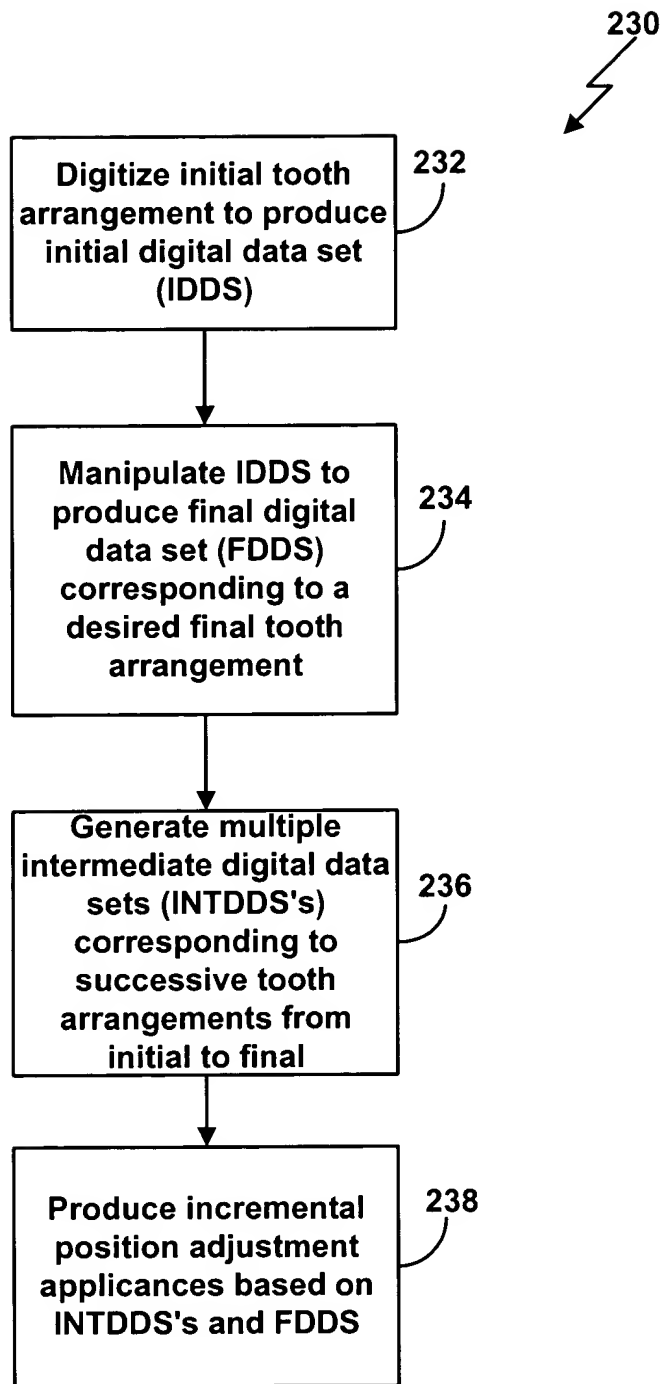 230
Digitize initial tooth
arrangement to produce
initial digital data set
(IDDS)
232
Manipulate IDDS to
produce final digital
data set (FDDS)
corresponding to a
desired final tooth
arrangement
234
Generate multiple
intermediate digital data
sets (INTDDS's)
corresponding to
successive tooth
arrangements from
initial to final
236
Produce incremental
position adjustment
applicances based on
INTDDS's and FDDS
238